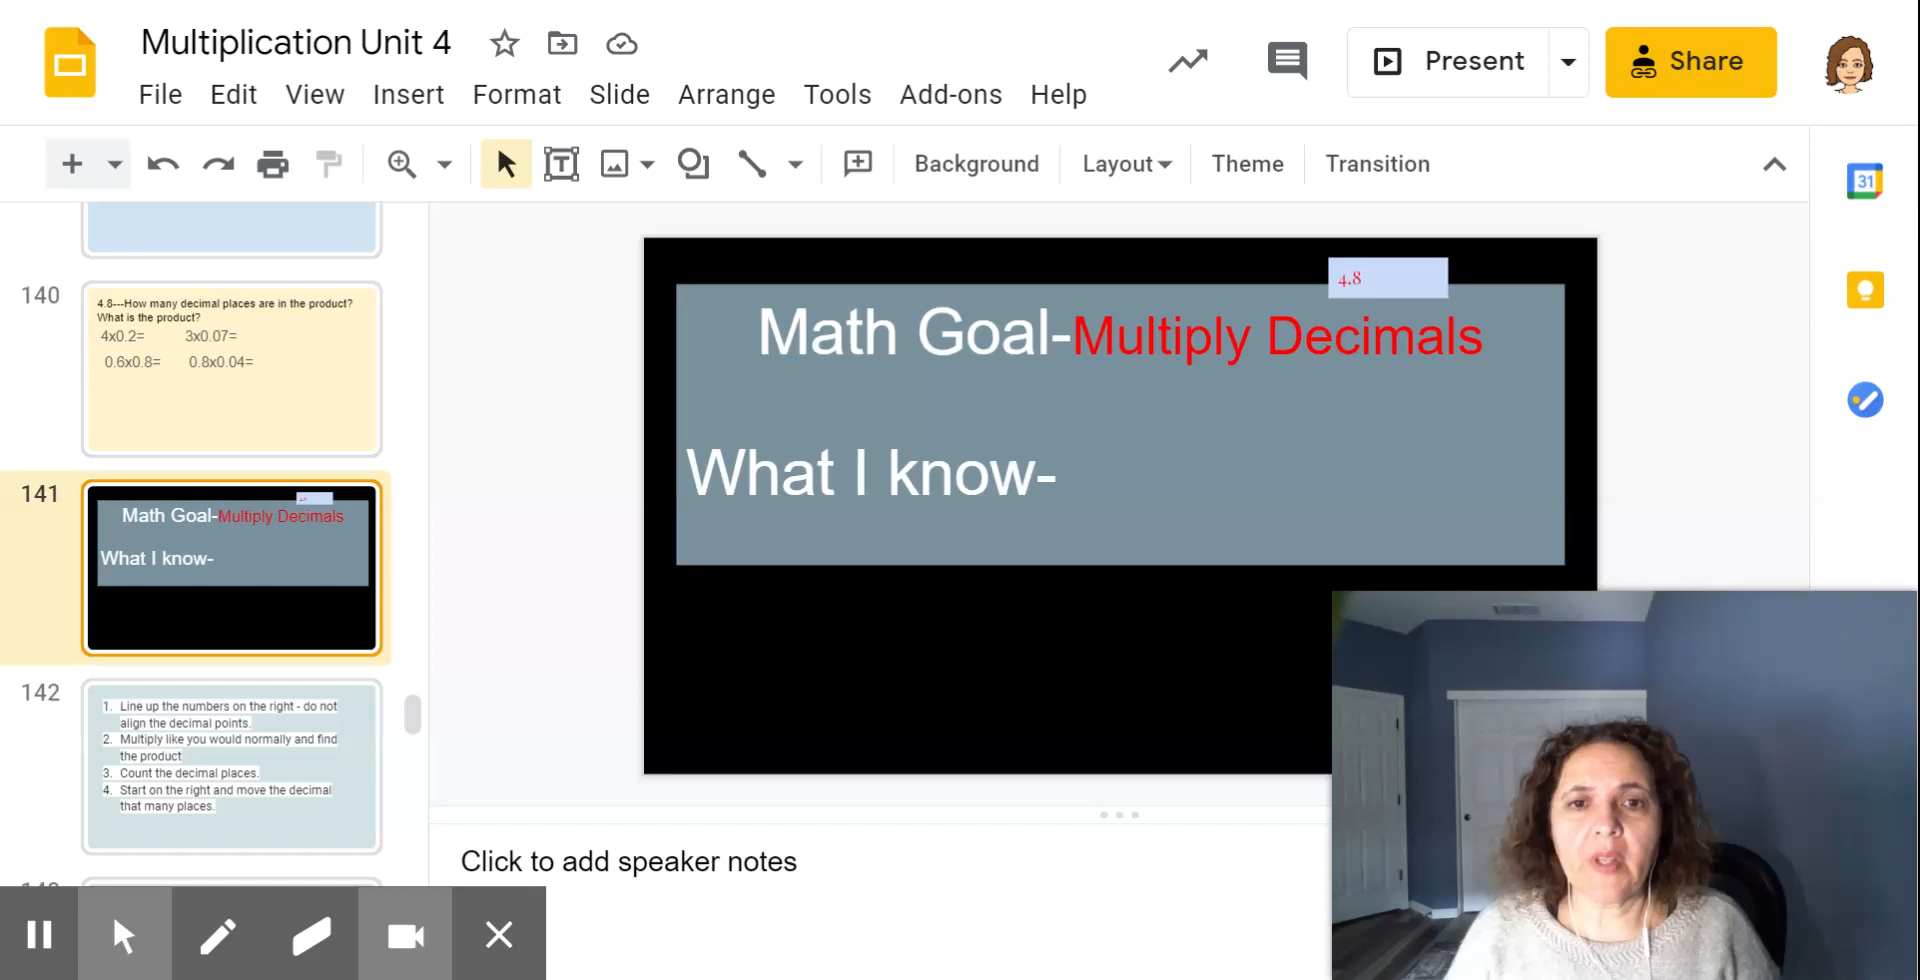 Multiplication Unit 4
File Edit View Insert Format Slide Arrange Tools Add-ons Help
Present
Share
Background Layout Theme Transition
31
140
4.8---How many decimal places are in the product?
What is the product?
4x0.2= 3x0.07=
0.6x0.8= 0.8x0.04=
141
Math Goal-Multiply Decimals
What I know-
142
1. Line up the numbers on the right - do not
align the decimal points.
2. Multiply like you would normally and find
the product
3. Count the decimal places.
4. Start on the right and move the decimal
that many places.
4.8
Math Goal-Multiply Decimals
What I know-
Click to add speaker notes